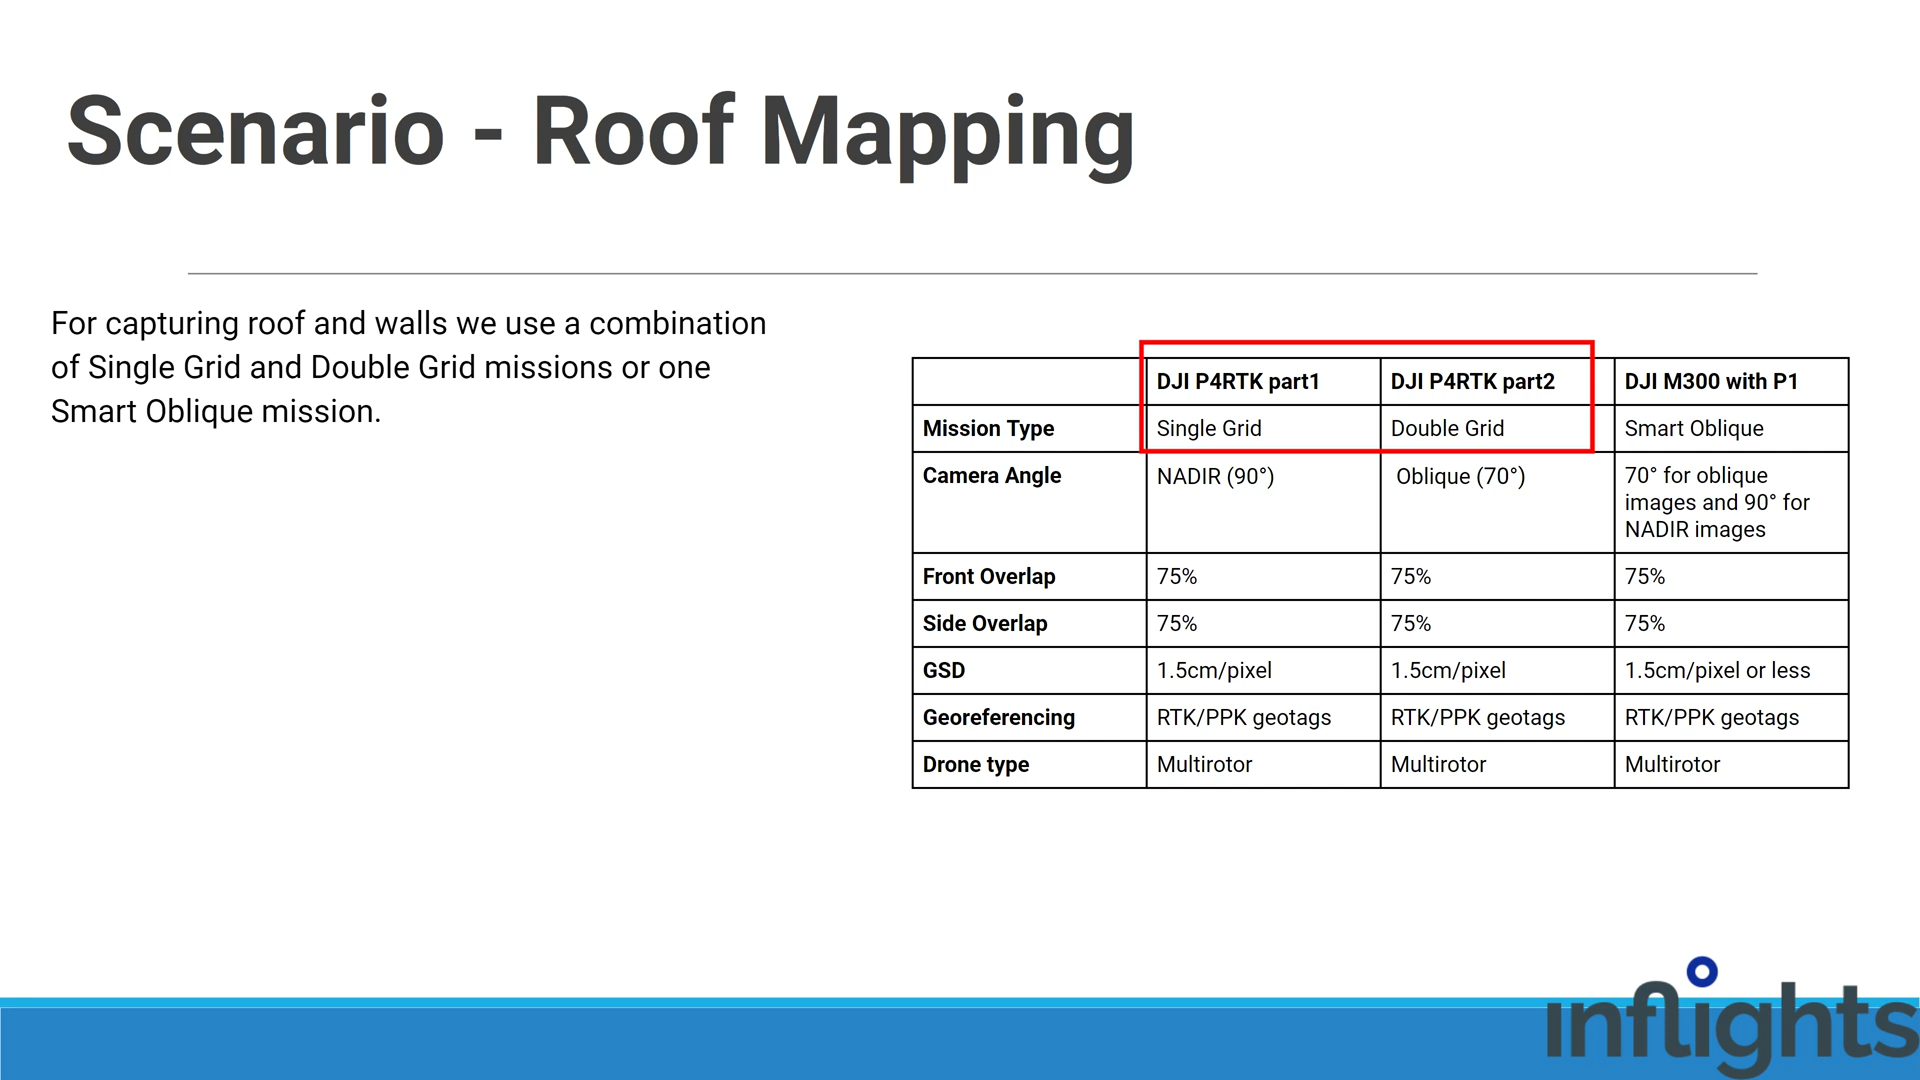 Scenario - Roof Mapping
For capturing roof and walls we use a combination
of Single Grid and Double Grid missions or one
Smart Oblique mission.
DJI P4RTK part1 DJI P4RTK part2 DJI M300 with P1
Mission Type Single Grid Double Grid Smart Oblique
Camera Angle NADIR (90°) Oblique (70°) 70° for oblique
images and 90° for
NADIR images
Front Overlap 75% 75% 75%
Side Overlap 75% 75% 75%
GSD 1.5cm/pixel 1.5cm/pixel 1.5cm/pixel or less
Georeferencing RTK/PPK geotags RTK/PPK geotags RTK/PPK geotags
Drone type Multirotor Multirotor Multirotor
inflights